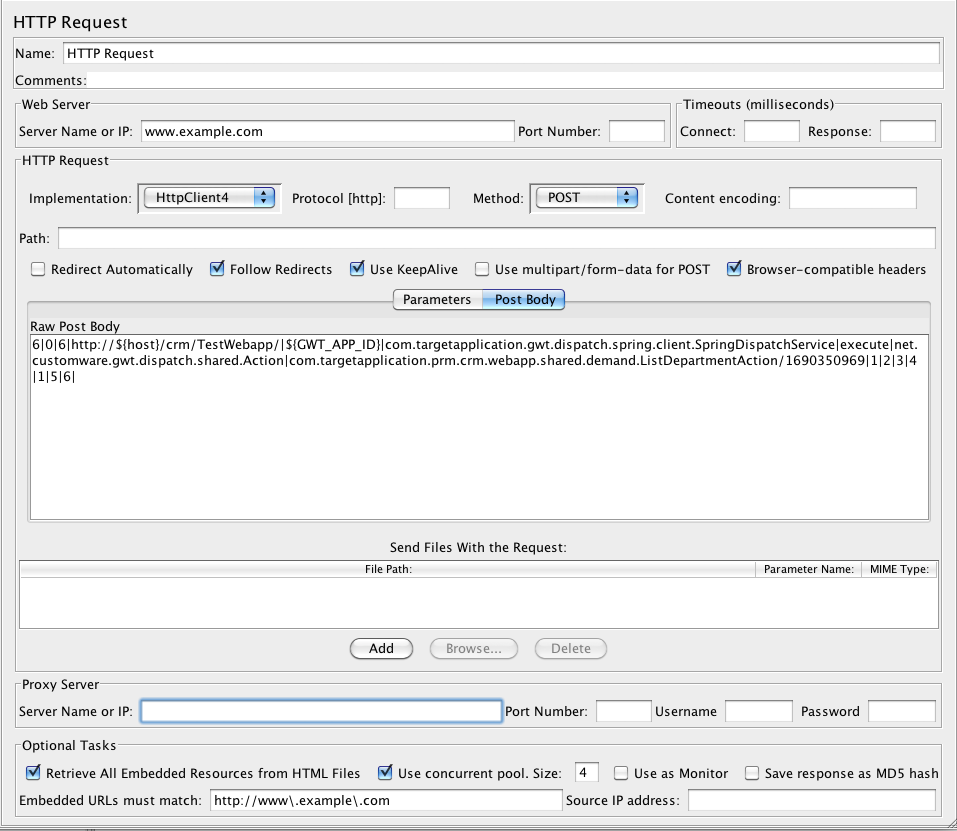 HTTP Request
Name: HTTP Request
Comments:
Web Server
Timeouts (milliseconds)
Server Name or IP: www.example.com Port Number: Connect: Response:
HTTP Request
Implementation: HttpClient4 Protocol [http]: Method: POST Content encoding:
Path:
Redirect Automatically Follow Redirects Use KeepAlive Use multipart/form-data for POST Browser-compatible headers
Parameters Post Body
Raw Post Body
6|0|6|http://${host}/crm/TestWebapp/|${GWT_APP_ID}|com.targetapplication.gwt.dispatch.spring.client.SpringDispatchService|execute|net.
customware.gwt.dispatch.shared.Action|com.targetapplication.prm.crm.webapp.shared.demand.ListDepartmentAction/1690350969|1|2|3|4
|1|5|6|
Send Files With the Request:
File Path: Parameter Name: MIME Type:
Add Browse... Delete
Proxy Server
Server Name or IP: Port Number: Username Password
Optional Tasks
Retrieve All Embedded Resources from HTML Files Use concurrent pool. Size: 4 Use as Monitor Save response as MD5 hash
Embedded URLs must match: http://www\.example\.com Source IP address: